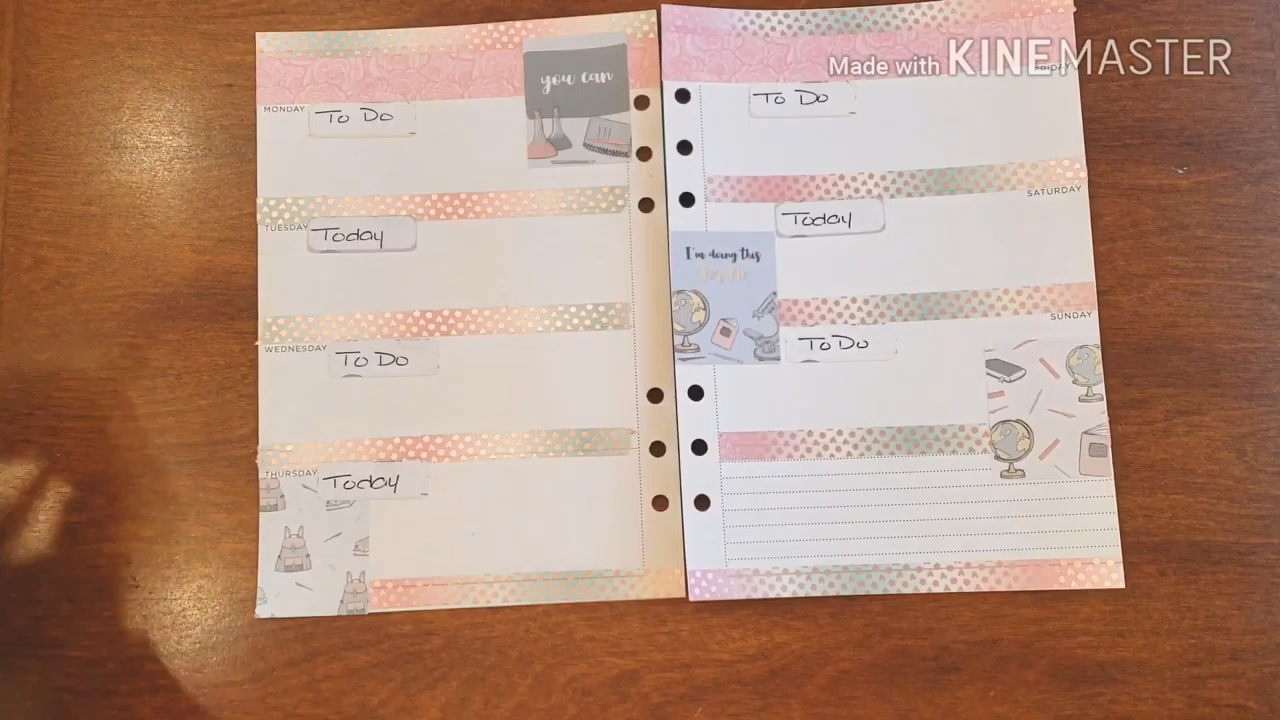 you can
MONDAY
To Do
TUESDAY
Today
WEDNESDAY
To Do
THURSDAY
Today
Made with KINEMASTER
FRIDAY
To Do
SATURDAY
Today
I'm doing this
SUNDAY
To Do